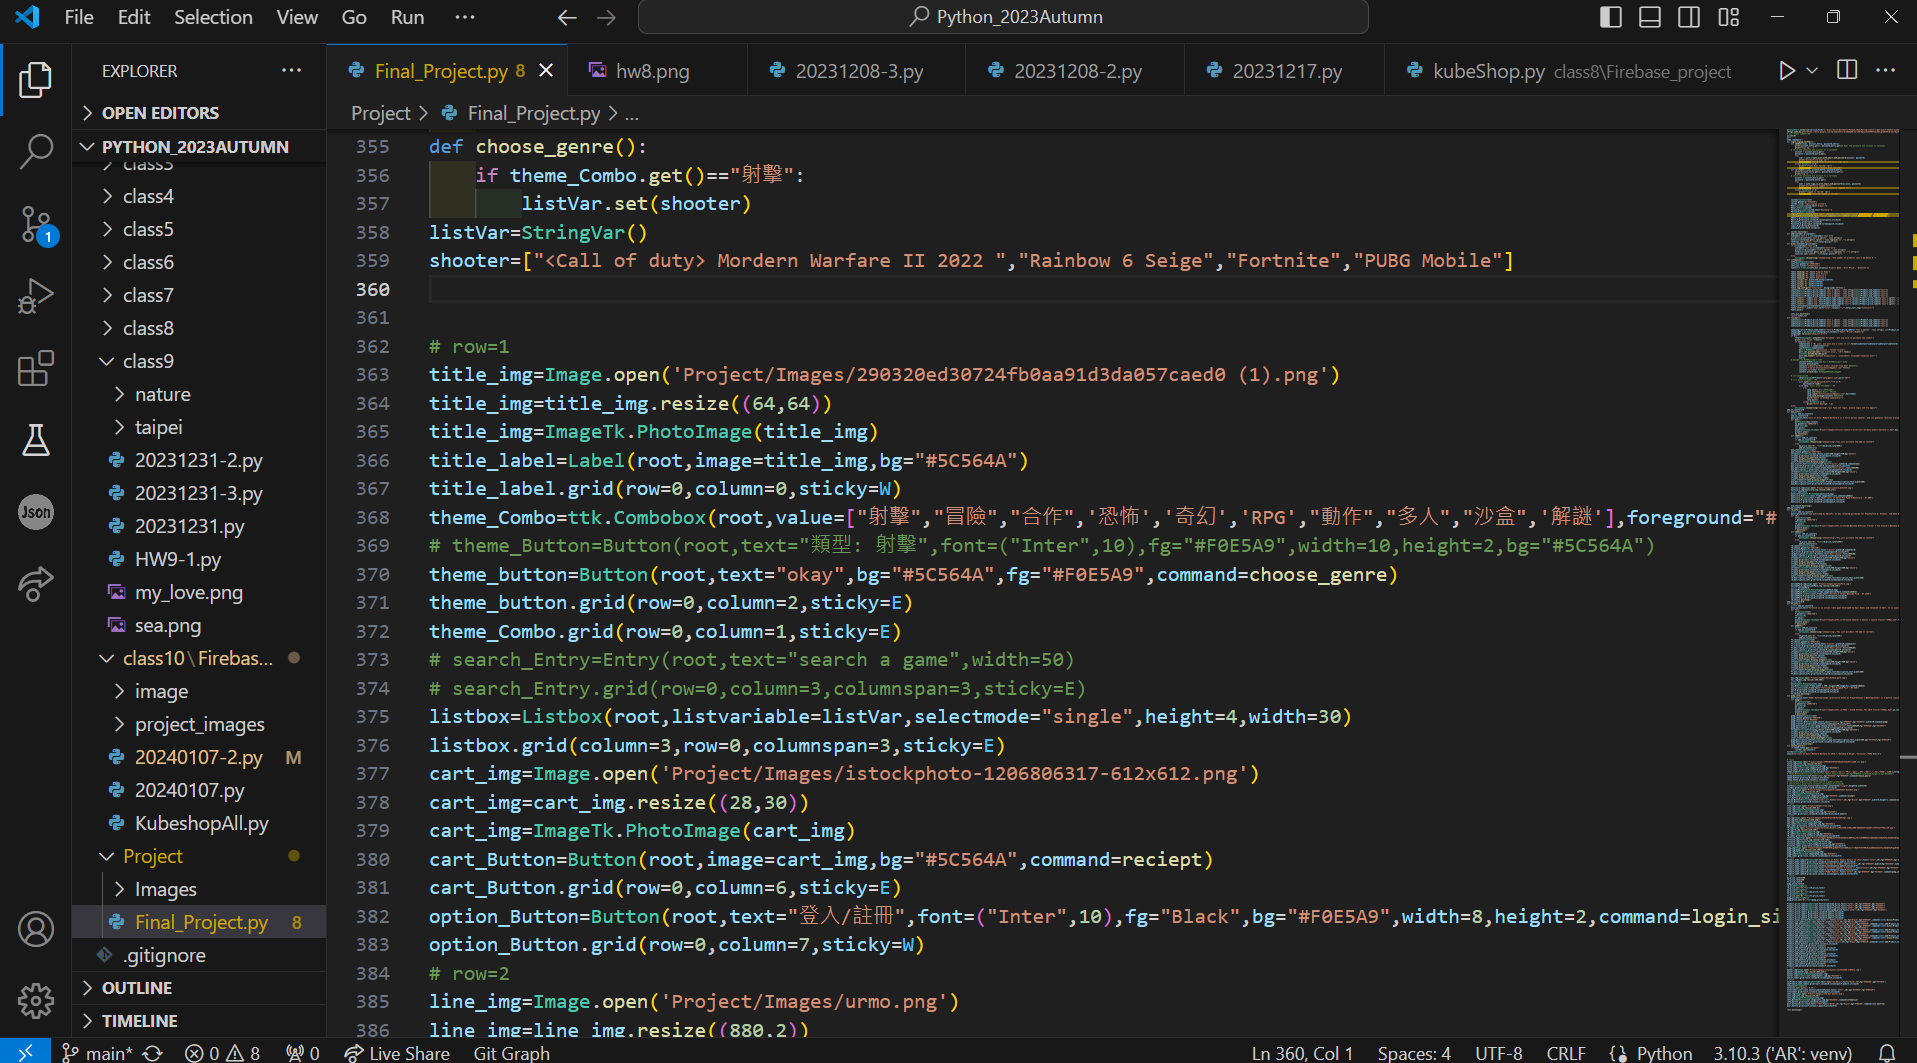 File Edit Selection View Go Run ··· Python_2023Autumn
EXPLORER
OPEN EDITORS
PYTHON_2023AUTUMN
class3
class4
class5
class6
class7
class8
class9
nature
taipei
20231231-2.py
20231231-3.py
20231231.py
HW9-1.py
my_love.png
sea.png
class10\Firebas...
image
project_images
20240107-2.py M
20240107.py
KubeshopAll.py
Project
Images
Final_Project.py 8
.gitignore
OUTLINE
TIMELINE
1
Json
Final_Project.py 8 hw8.png 20231208-3.py 20231208-2.py 20231217.py kubeShop.py class8\Firebase_project
Project > Final_Project.py > ...
355 def choose_genre():
356 if theme_Combo.get()=="射擊":
357 listVar.set(shooter)
358 listVar=StringVar()
359 shooter=["<Call of duty> Mordern Warfare II 2022 ","Rainbow 6 Seige","Fortnite","PUBG Mobile"]
360
361
362 # row=1
363 title_img=Image.open('Project/Images/290320ed30724fb0aa91d3da057caed0 (1).png')
364 title_img=title_img.resize((64,64))
365 title_img=ImageTk.PhotoImage(title_img)
366 title_label=Label(root,image=title_img,bg="#5C564A")
367 title_label.grid(row=0,column=0,sticky=W)
368 theme_Combo=ttk.Combobox(root,value=["射擊","冒險","合作",'恐怖','奇幻','RPG',"動作","多人","沙盒",'解謎'],foreground="#
369 # theme_Button=Button(root,text="類型: 射擊",font=("Inter",10),fg="#F0E5A9",width=10,height=2,bg="#5C564A")
370 theme_button=Button(root,text="okay",bg="#5C564A",fg="#F0E5A9",command=choose_genre)
371 theme_button.grid(row=0,column=2,sticky=E)
372 theme_Combo.grid(row=0,column=1,sticky=E)
373 # search_Entry=Entry(root,text="search a game",width=50)
374 # search_Entry.grid(row=0,column=3,columnspan=3,sticky=E)
375 listbox=Listbox(root,listvariable=listVar,selectmode="single",height=4,width=30)
376 listbox.grid(column=3,row=0,columnspan=3,sticky=E)
377 cart_img=Image.open('Project/Images/istockphoto-1206806317-612x612.png')
378 cart_img=cart_img.resize((28,30))
379 cart_img=ImageTk.PhotoImage(cart_img)
380 cart_Button=Button(root,image=cart_img,bg="#5C564A",command=reciept)
381 cart_Button.grid(row=0,column=6,sticky=E)
382 option_Button=Button(root,text="登入/註冊",font=("Inter",10),fg="Black",bg="#F0E5A9",width=8,height=2,command=login_si
383 option_Button.grid(row=0,column=7,sticky=W)
384 # row=2
385 line_img=Image.open('Project/Images/urmo.png')
386 line_img=line_img.resize((880,2))
main* 0 8 0 Live Share Git Graph Ln 360, Col 1 Spaces: 4 UTF-8 CRLF {} Python 3.10.3 ('AR': venv)